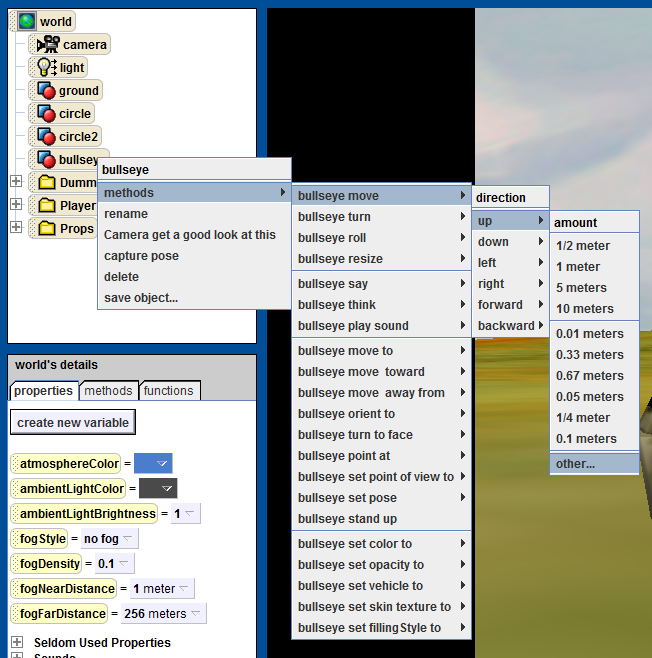 world
camera
light
ground
circle
circle2
bullsey
Dumm
Player
Props
bullseye
methods
rename
Camera get a good look at this
capture pose
delete
save object...
bullseye move
bullseye turn
bullseye roll
bullseye resize
bullseye say
bullseye think
bullseye play sound
bullseye move to
bullseye move toward
bullseye move away from
bullseye orient to
bullseye turn to face
bullseye point at
bullseye set point of view to
bullseye set pose
bullseye stand up
bullseye set color to
bullseye set opacity to
bullseye set vehicle to
bullseye set skin texture to
bullseye set fillingStyle to
direction
up
down
left
right
forward
backward
amount
1/2 meter
1 meter
5 meters
10 meters
0.01 meters
0.33 meters
0.67 meters
0.05 meters
1/4 meter
0.1 meters
other...
world's details
properties methods functions
create new variable
atmosphereColor =
ambientLightColor =
ambientLightBrightness = 1
fogStyle = no fog
fogDensity = 0.1
fogNearDistance = 1 meter
fogFarDistance = 256 meters
Seldom Used Properties